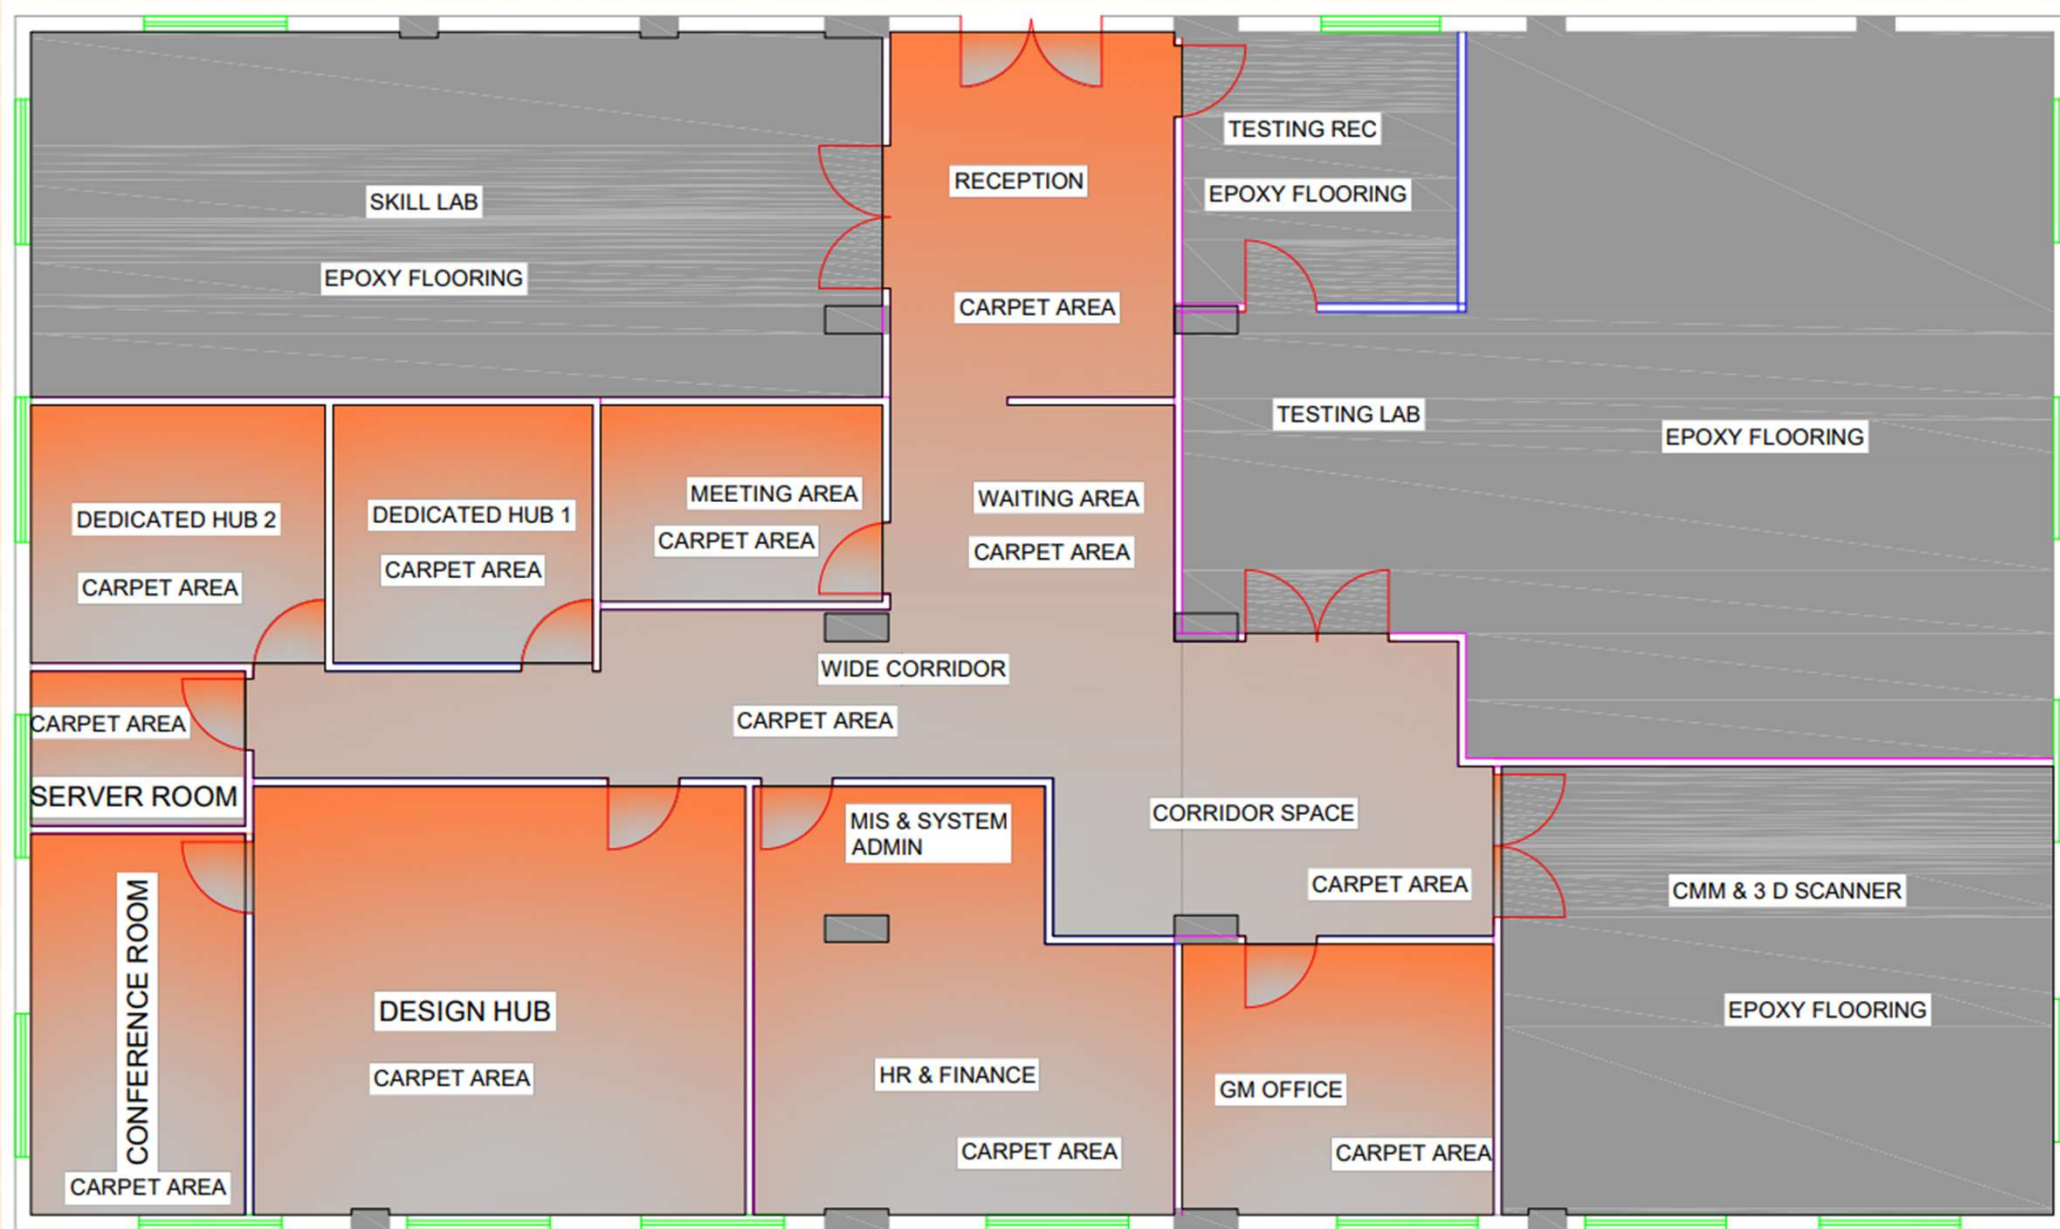 TESTING REC
RECEPTION
EPOXY FLOORING
SKILL LAB
EPOXY FLOORING
CARPET AREA
TESTING LAB
EPOXY FLOORING
MEETING AREA
WAITING AREA
DEDICATED HUB 2
DEDICATED HUB 1
CARPET AREA
CARPET AREA
CARPET AREA
CARPET AREA
WIDE CORRIDOR
CARPET AREA
CARPET AREA
SERVER ROOM
MIS & SYSTEM
ADMIN
CORRIDOR SPACE
CARPET AREA
CMM & 3 D SCANNER
CONFERENCE ROOM
DESIGN HUB
EPOXY FLOORING
CARPET AREA
HR & FINANCE
GM OFFICE
CARPET AREA
CARPET AREA
CARPET AREA